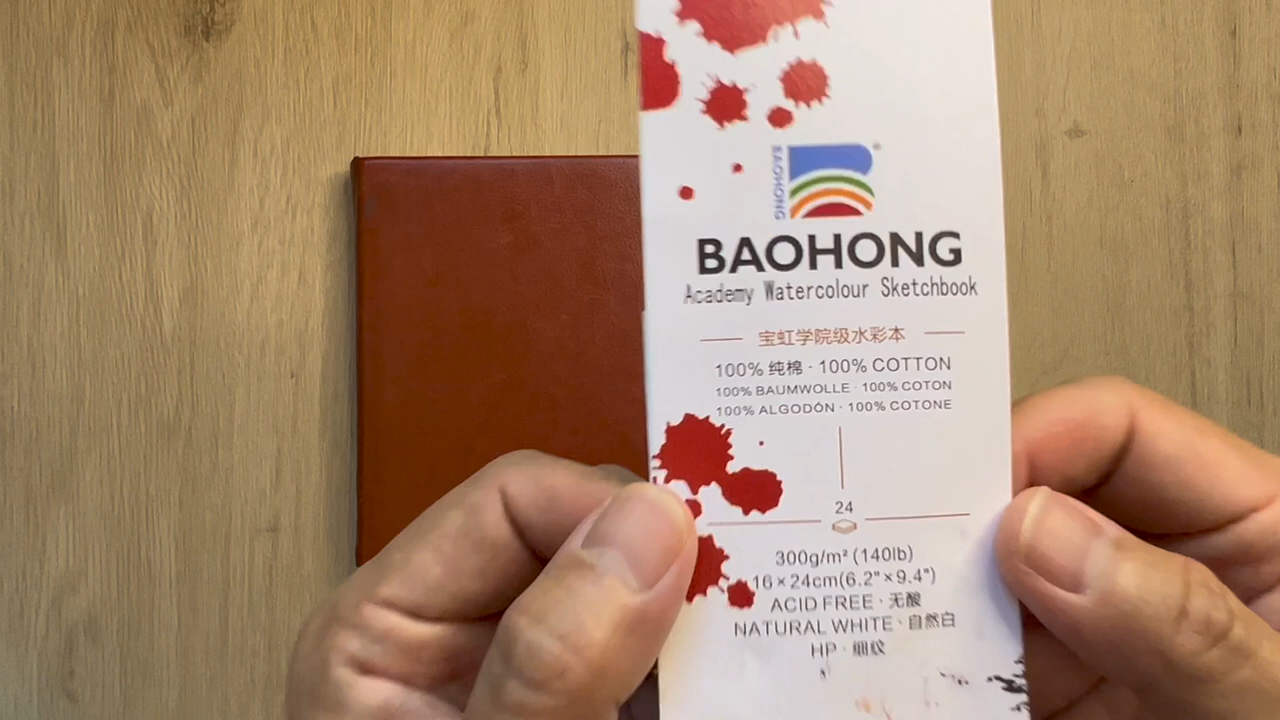 BAOHONG
®
BAOHONG
Academy Watercolour Sketchbook
宝虹学院级水彩本
100% 纯棉 · 100% COTTON
100% BAUMWOLLE · 100% COTON
100% ALGODÓN · 100% COTONE
24
300g/m² (140lb)
16×24cm(6.2"×9.4")
ACID FREE · 无酸
NATURAL WHITE · 自然白
HP · 细纹